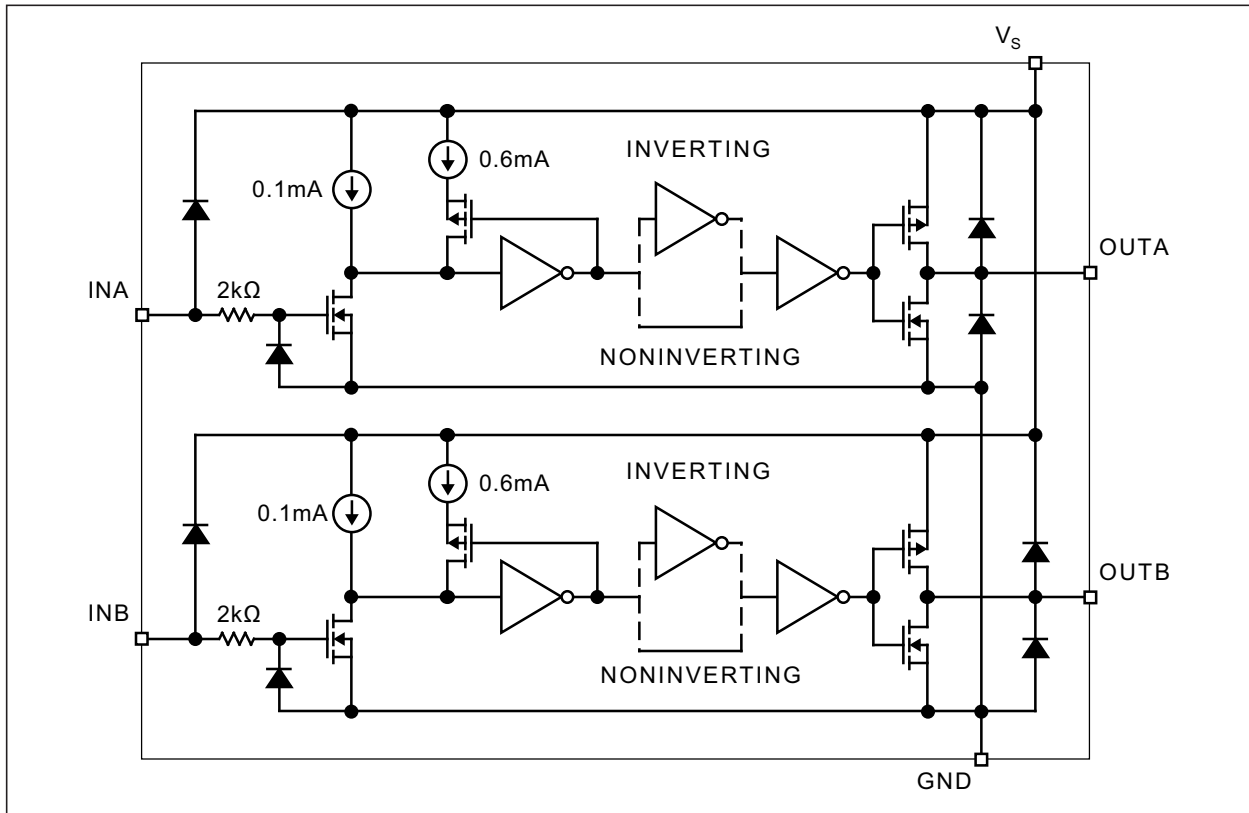 V_S
INVERTING
0.6mA
0.1mA
OUTA
INA
2kΩ
NONINVERTING
INVERTING
0.6mA
0.1mA
OUTB
INB
2kΩ
NONINVERTING
GND